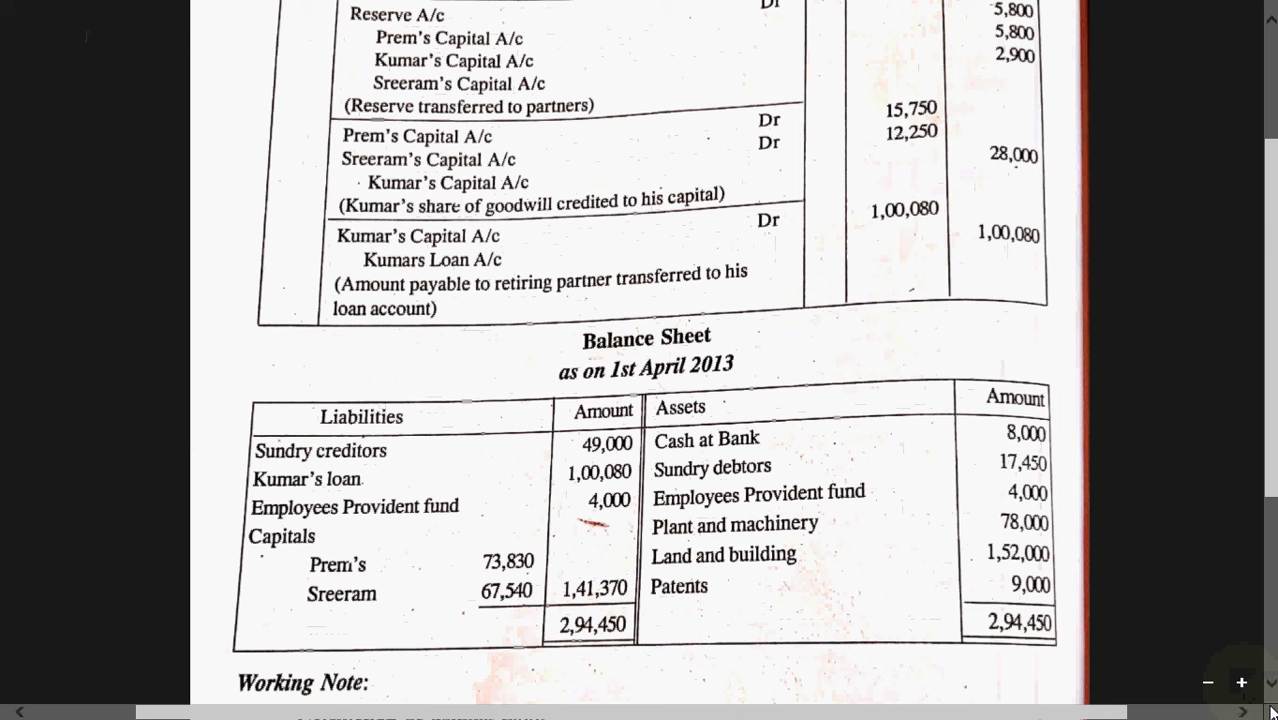 Reserve A/c Dr 5,800
Prem's Capital A/c 5,800
Kumar's Capital A/c 2,900
Sreeram's Capital A/c
(Reserve transferred to partners)
Prem's Capital A/c Dr 15,750
Sreeram's Capital A/c Dr 12,250
Kumar's Capital A/c 28,000
(Kumar's share of goodwill credited to his capital)
Kumar's Capital A/c Dr 1,00,080
Kumars Loan A/c 1,00,080
(Amount payable to retiring partner transferred to his
loan account)
Balance Sheet
as on 1st April 2013
Liabilities Amount Assets Amount
Sundry creditors 49,000 Cash at Bank 8,000
Kumar's loan 1,00,080 Sundry debtors 17,450
Employees Provident fund 4,000 Employees Provident fund 4,000
Capitals Plant and machinery 78,000
Prem's 73,830 Land and building 1,52,000
Sreeram 67,540 1,41,370 Patents 9,000
2,94,450 2,94,450
Working Note: